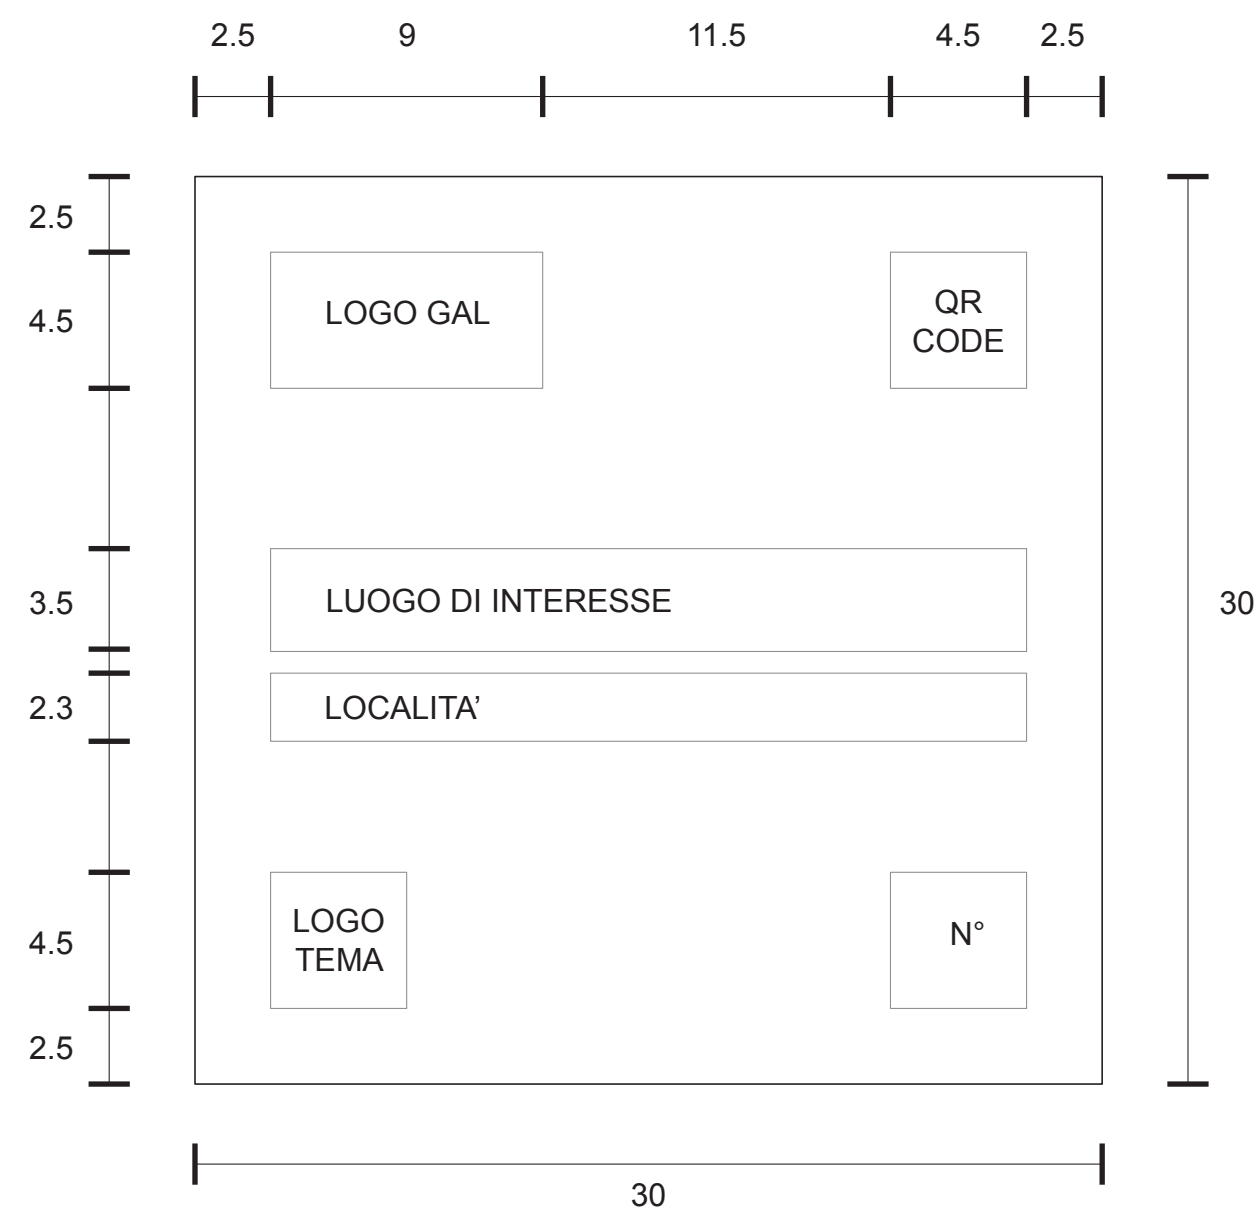 2.5 9 11.5 4.5 2.5
2.5
4.5
LOGO GAL
QR
CODE
3.5
LUOGO DI INTERESSE
30
2.3
LOCALITA’
4.5
LOGO
TEMA
N°
2.5
30